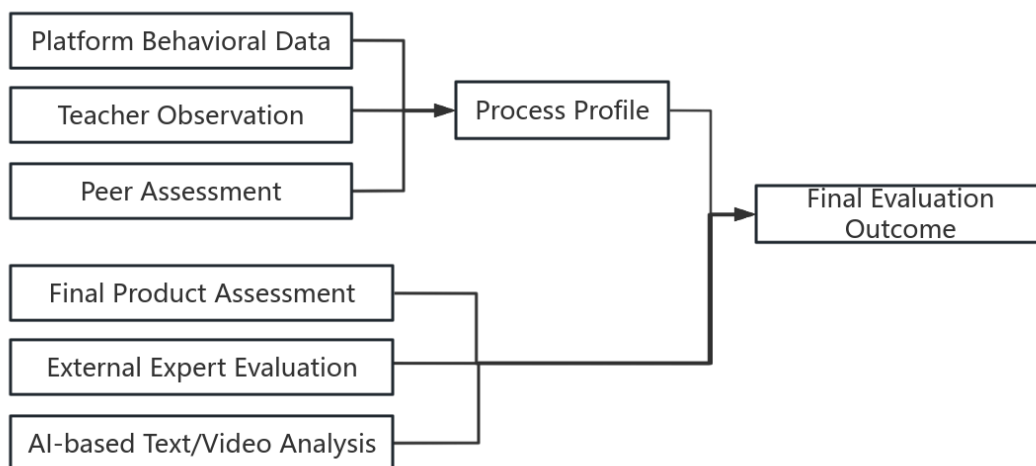 Platform Behavioral Data
Teacher Observation
Process Profile
Peer Assessment
Final Evaluation
Outcome
Final Product Assessment
External Expert Evaluation
AI-based Text/Video Analysis